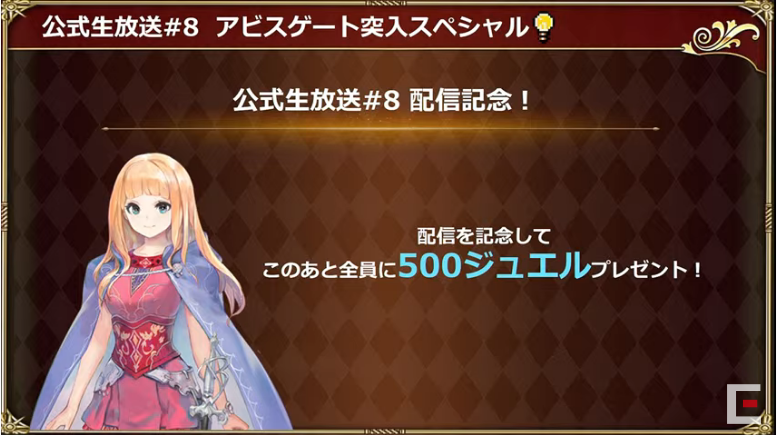 公式生放送#8 アビスゲート突入スペシャル
公式生放送#8 配信記念！
配信を記念して
このあと全員に500ジュエルプレゼント！